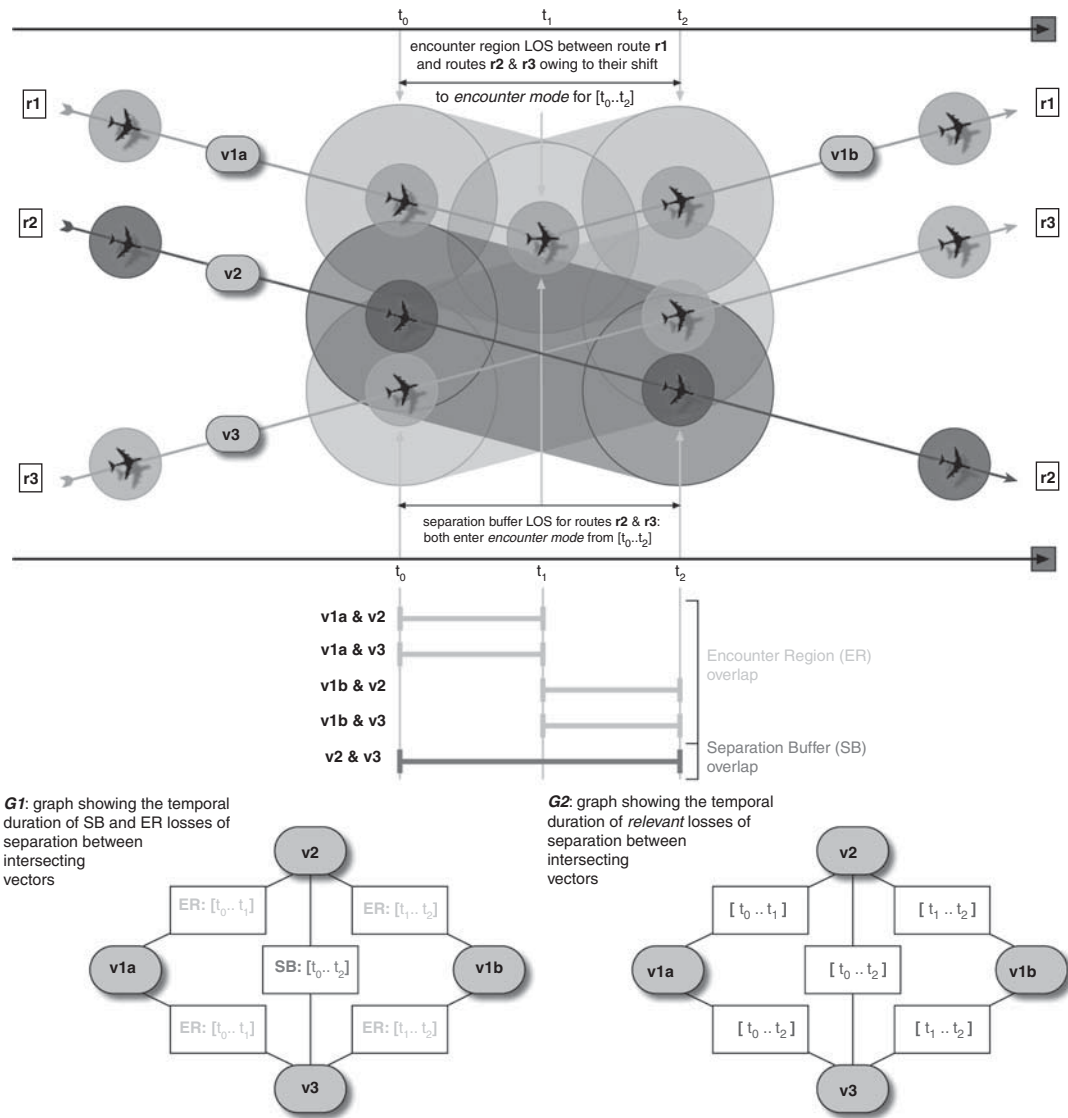 t0 t1 t2
encounter region LOS between route r1
and routes r2 & r3 owing to their shift
to encounter mode for [t0..t2]
r1
r1
v1a
v1b
r2
r3
v2
v3
r3
r2
separation buffer LOS for routes r2 & r3:
both enter encounter mode from [t0..t2]
t0 t1 t2
v1a & v2
v1a & v3
Encounter Region (ER)
overlap
v1b & v2
v1b & v3
v2 & v3
Separation Buffer (SB)
overlap
G1: graph showing the temporal
duration of SB and ER losses of
separation between
intersecting
vectors
v2
ER: [t0.. t1]
ER: [t1.. t2]
v1a
SB: [t0.. t2]
v1b
ER: [t0.. t1]
ER: [t1.. t2]
v3
G2: graph showing the temporal
duration of relevant losses of
separation between
intersecting
vectors
v2
[ t0 .. t1 ]
[ t1 .. t2 ]
v1a
[ t0 .. t2 ]
v1b
[ t0 .. t2 ]
[ t1 .. t2 ]
v3